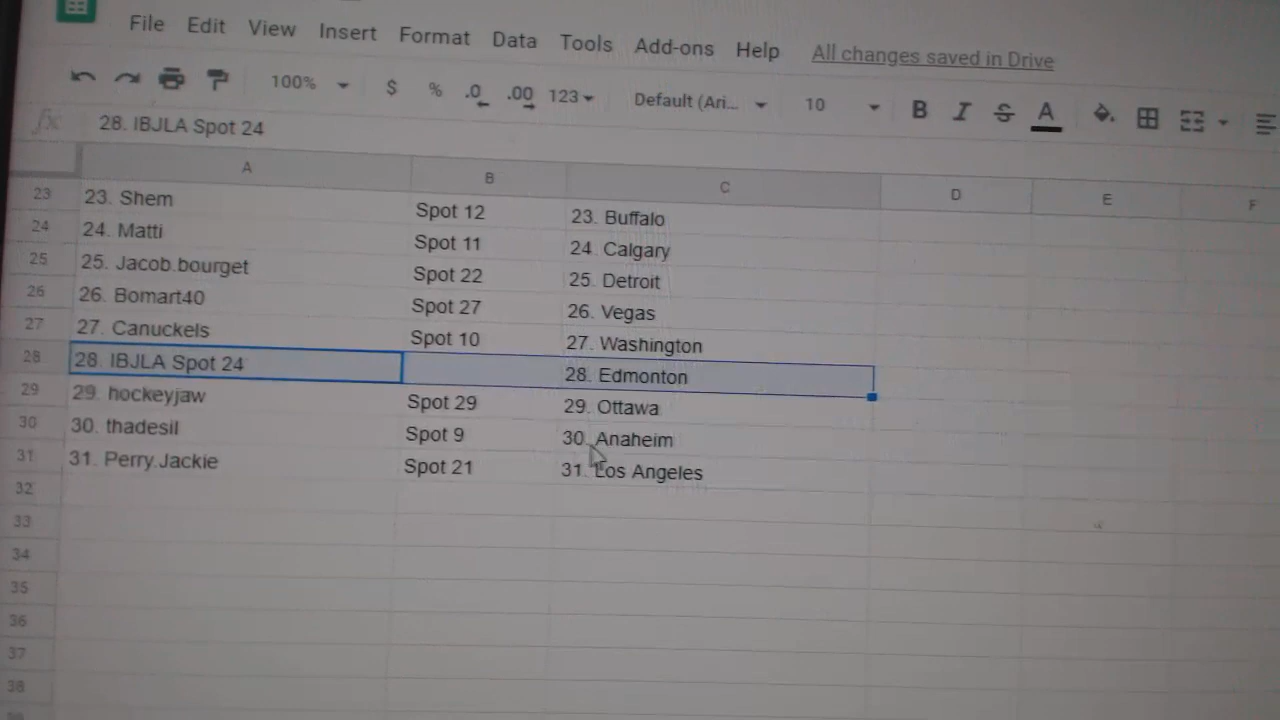 File Edit View Insert Format Data Tools Add-ons Help All changes saved in Drive
100% $ % .0 .00 123 Default (Ari... 10 B I S A
fx 28. IBJLA Spot 24
A B C D E F
23 23. Shem Spot 12 23. Buffalo
24 24. Matti Spot 11 24. Calgary
25 25. Jacob.bourget Spot 22 25. Detroit
26 26. Bomart40 Spot 27 26. Vegas
27 27. Canuckels Spot 10 27. Washington
28 28. IBJLA Spot 24 28. Edmonton
29 29. hockeyjaw Spot 29 29. Ottawa
30 30. thadesil Spot 9 30. Anaheim
31 31. Perry.Jackie Spot 21 31. Los Angeles
32
33
34
35
36
37
38